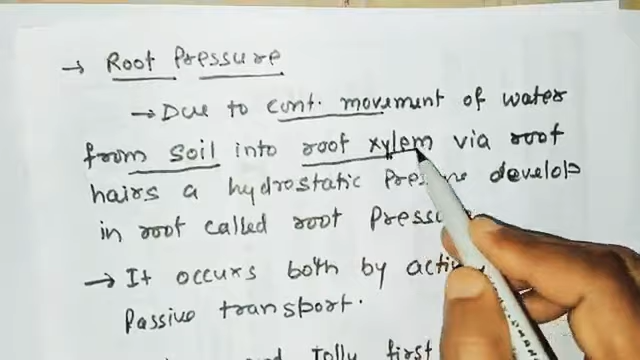 → Root Pressure
→ Due to cont. movement of water
from soil into root xylem via root
hairs a hydrostatic develop
in root called root
→ It occurs both by
Passive transport.
first